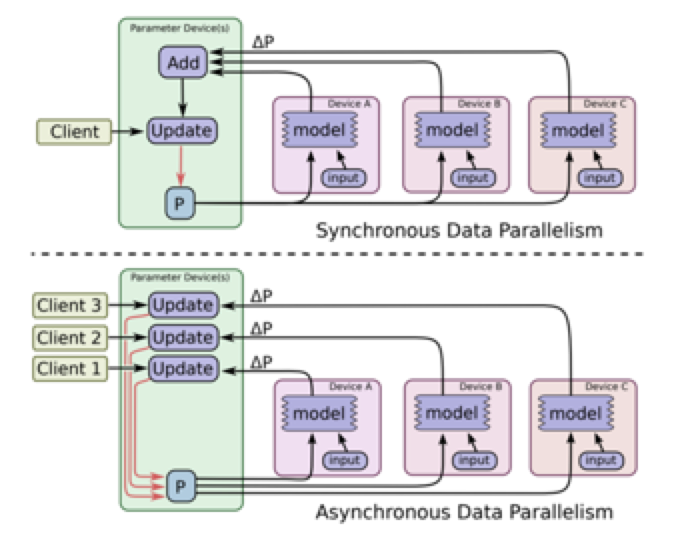 Parameter Device(s)
ΔP
Add
Device A
Device B
Device C
Client
Update
model
model
model
input
input
input
P
Synchronous Data Parallelism
Parameter Device(s)
Client 3
Update
ΔP
Client 2
Update
ΔP
Client 1
Update
ΔP
Device A
Device B
Device C
model
model
model
input
input
input
P
Asynchronous Data Parallelism